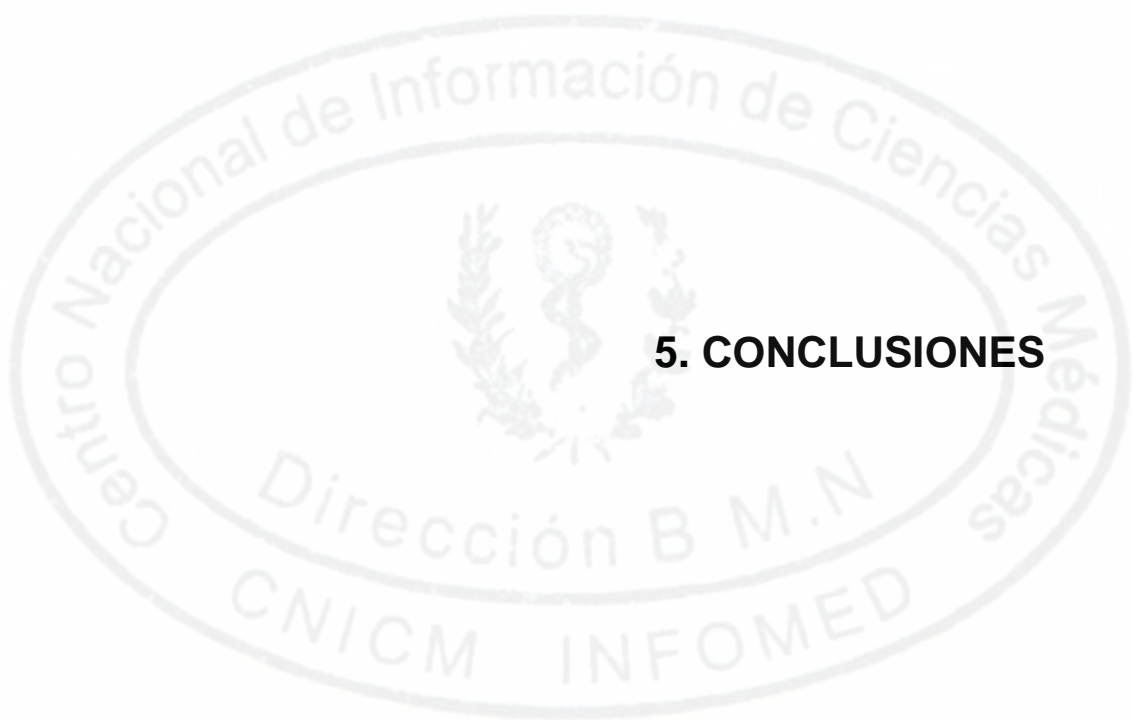 Centro Nacional de Información de Ciencias Médicas
5. CONCLUSIONES
Dirección B M.N
CNICM INFOMED